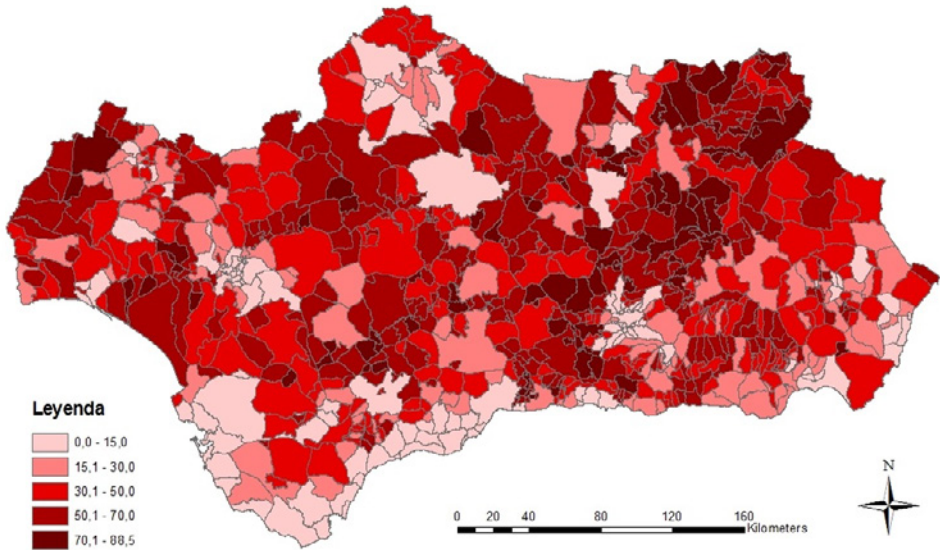 Leyenda
0,0 - 15,0
15,1 - 30,0
30,1 - 50,0
50,1 - 70,0
70,1 - 88,5
N
0 20 40 80 120 160
Kilometers